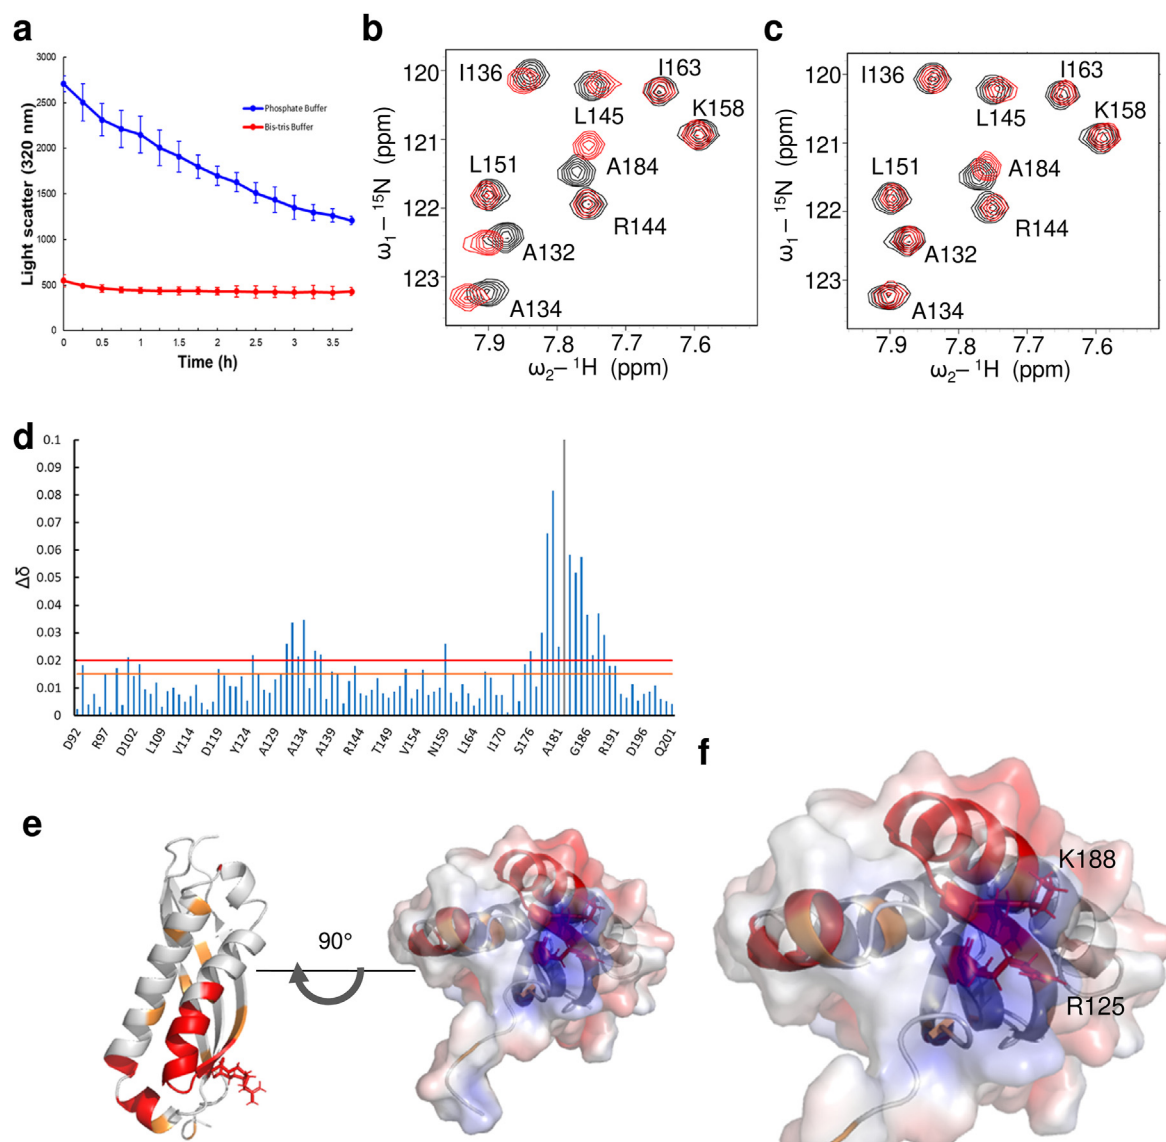 a
3000
2500
2000
1500
1000
500
0
Light scatter (320 nm)
Phosphate Buffer
Bis-tris Buffer
0
0.5
1
1.5
2
2.5
3
3.5
Time (h)
b
120
121
122
123
ω1 – 15N (ppm)
I136
I163
L145
K158
L151
A184
R144
A132
A134
7.9
7.8
7.7
7.6
ω2– 1H (ppm)
c
120
121
122
123
ω1 – 15N (ppm)
I136
I163
L145
K158
L151
A184
R144
A132
A134
7.9
7.8
7.7
7.6
ω2– 1H (ppm)
d
0.1
0.09
0.08
0.07
0.06
0.05
0.04
0.03
0.02
0.01
0
Δδ
D92
R97
D102
L109
V114
D119
Y124
A129
A134
A139
R144
T149
V154
N159
L164
I170
S176
A181
G186
R191
D196
Q201
e
90°
f
K188
R125